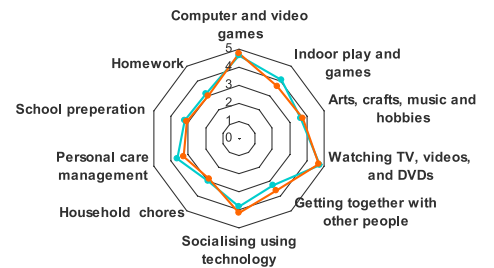 Computer and video
games
Indoor play and
games
Arts, crafts, music and
hobbies
Watching TV, videos,
and DVDs
Getting together with
other people
Socialising using
technology
Household chores
Personal care
management
School preperation
Homework
5
4
3
2
1
0